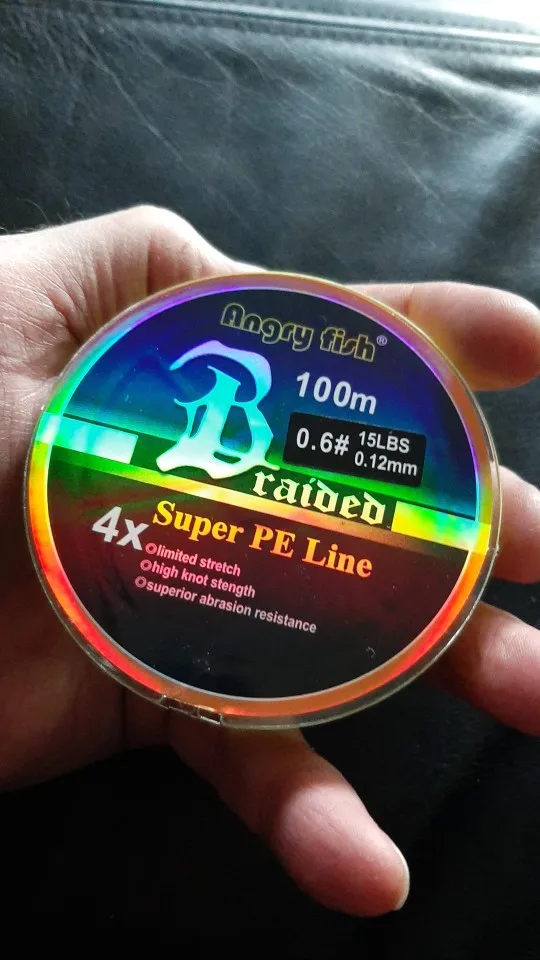 Angry fish®
100m
0.6# 15LBS
0.12mm
Braided
4x Super PE Line
◎limited stretch
◎high knot stength
◎superior abrasion resistance